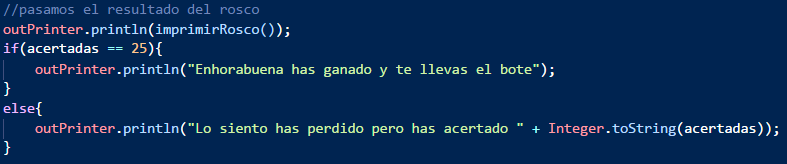 //pasamos el resultado del rosco
outPrinter.println(imprimirRosco());
if(acertadas == 25){
    outPrinter.println("Enhorabuena has ganado y te llevas el bote");
}
else{
    outPrinter.println("Lo siento has perdido pero has acertado " + Integer.toString(acertadas));
}